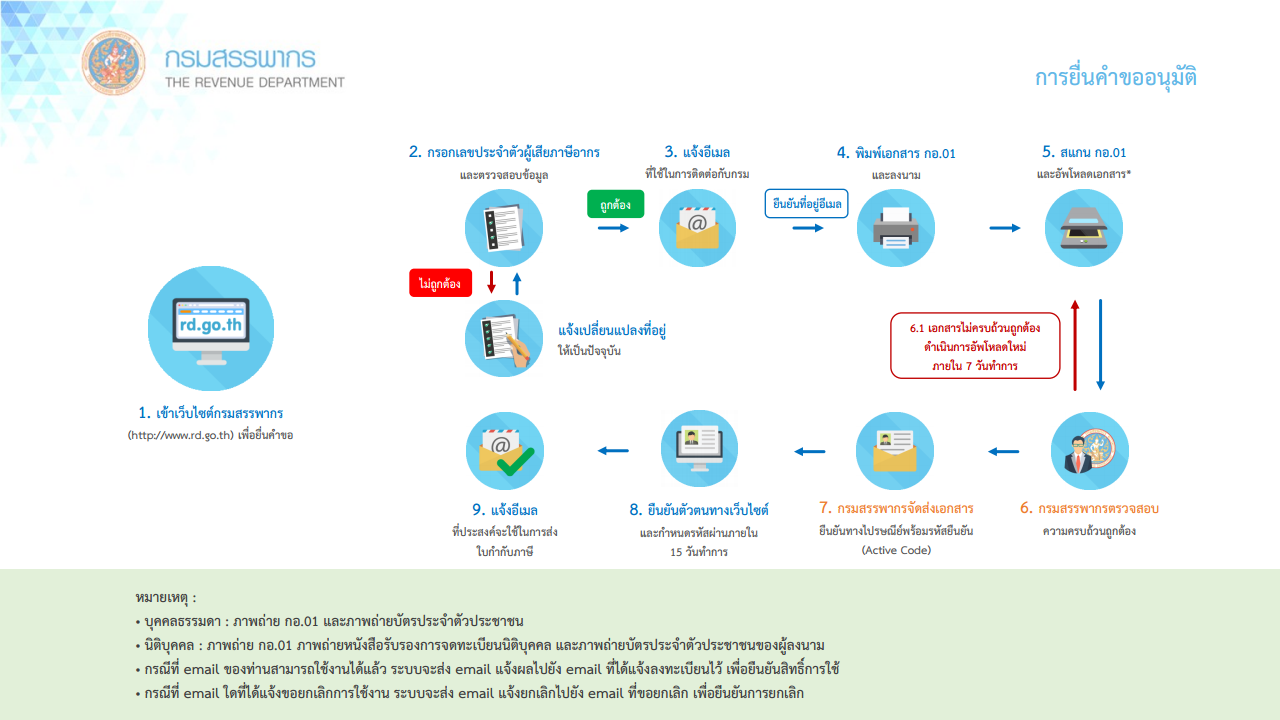 กรมสรรพากร
THE REVENUE DEPARTMENT
การยื่นคำขออนุมัติ
1. เข้าเว็บไซต์กรมสรรพากร
(http://www.rd.go.th) เพื่อยื่นคำขอ
rd.go.th
2. กรอกเลขประจำตัวผู้เสียภาษีอากร
และตรวจสอบข้อมูล
ถูกต้อง
ไม่ถูกต้อง
แจ้งเปลี่ยนแปลงที่อยู่
ให้เป็นปัจจุบัน
3. แจ้งอีเมล
ที่ใช้ในการติดต่อกับกรม
@
ยืนยันที่อยู่อีเมล
4. พิมพ์เอกสาร กอ.01
และลงนาม
5. สแกน กอ.01
และอัพโหลดเอกสาร*
6.1 เอกสารไม่ครบถ้วนถูกต้อง
ดำเนินการอัพโหลดใหม่
ภายใน 7 วันทำการ
6. กรมสรรพากรตรวจสอบ
ความครบถ้วนถูกต้อง
7. กรมสรรพากรจัดส่งเอกสาร
ยืนยันทางไปรษณีย์พร้อมรหัสยืนยัน
(Active Code)
8. ยืนยันตัวตนทางเว็บไซต์
และกำหนดรหัสผ่านภายใน
15 วันทำการ
@
9. แจ้งอีเมล
ที่ประสงค์จะใช้ในการส่ง
ใบกำกับภาษี
หมายเหตุ :
• บุคคลธรรมดา : ภาพถ่าย กอ.01 และภาพถ่ายบัตรประจำตัวประชาชน
• นิติบุคคล : ภาพถ่าย กอ.01 ภาพถ่ายหนังสือรับรองการจดทะเบียนนิติบุคคล และภาพถ่ายบัตรประจำตัวประชาชนของผู้ลงนาม
• กรณีที่ email ของท่านสามารถใช้งานได้แล้ว ระบบจะส่ง email แจ้งผลไปยัง email ที่ได้แจ้งลงทะเบียนไว้ เพื่อยืนยันสิทธิ์การใช้
• กรณีที่ email ใดที่ได้แจ้งขอยกเลิกการใช้งาน ระบบจะส่ง email แจ้งยกเลิกไปยัง email ที่ขอยกเลิก เพื่อยืนยันการยกเลิก